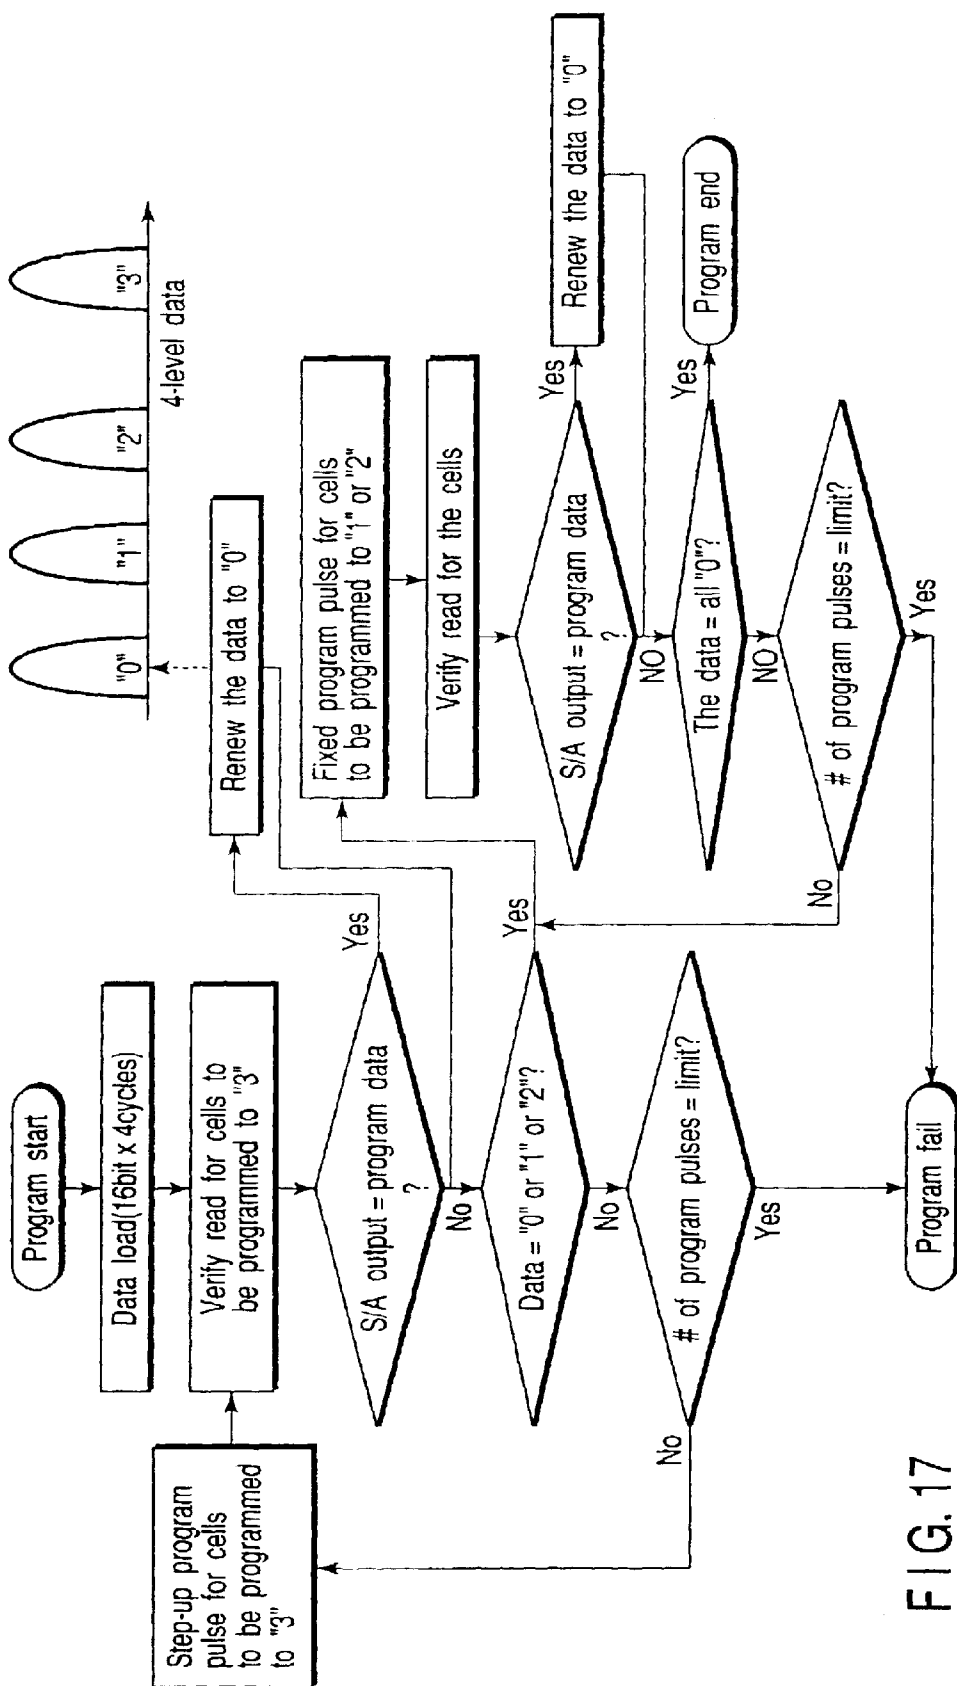 Program start
Data load(16bit x 4cycles)
Verify read for cells to
be programmed to "3"
Step-up program
pulse for cells
to be programmed
to "3"
S/A output = program data
?
Yes
No
Renew the data to "0"
Data = "0" or "1" or "2"?
Yes
No
# of program pulses = limit?
No
Yes
Program fail
"0"
"1"
"2"
"3"
4-level data
Fixed program pulse for cells
to be programmed to "1" or "2"
Verify read for the cells
S/A output = program data
?
Yes
NO
Renew the data to "0"
The data = all "0"?
Yes
NO
Program end
# of program pulses = limit?
No
Yes
FIG. 17